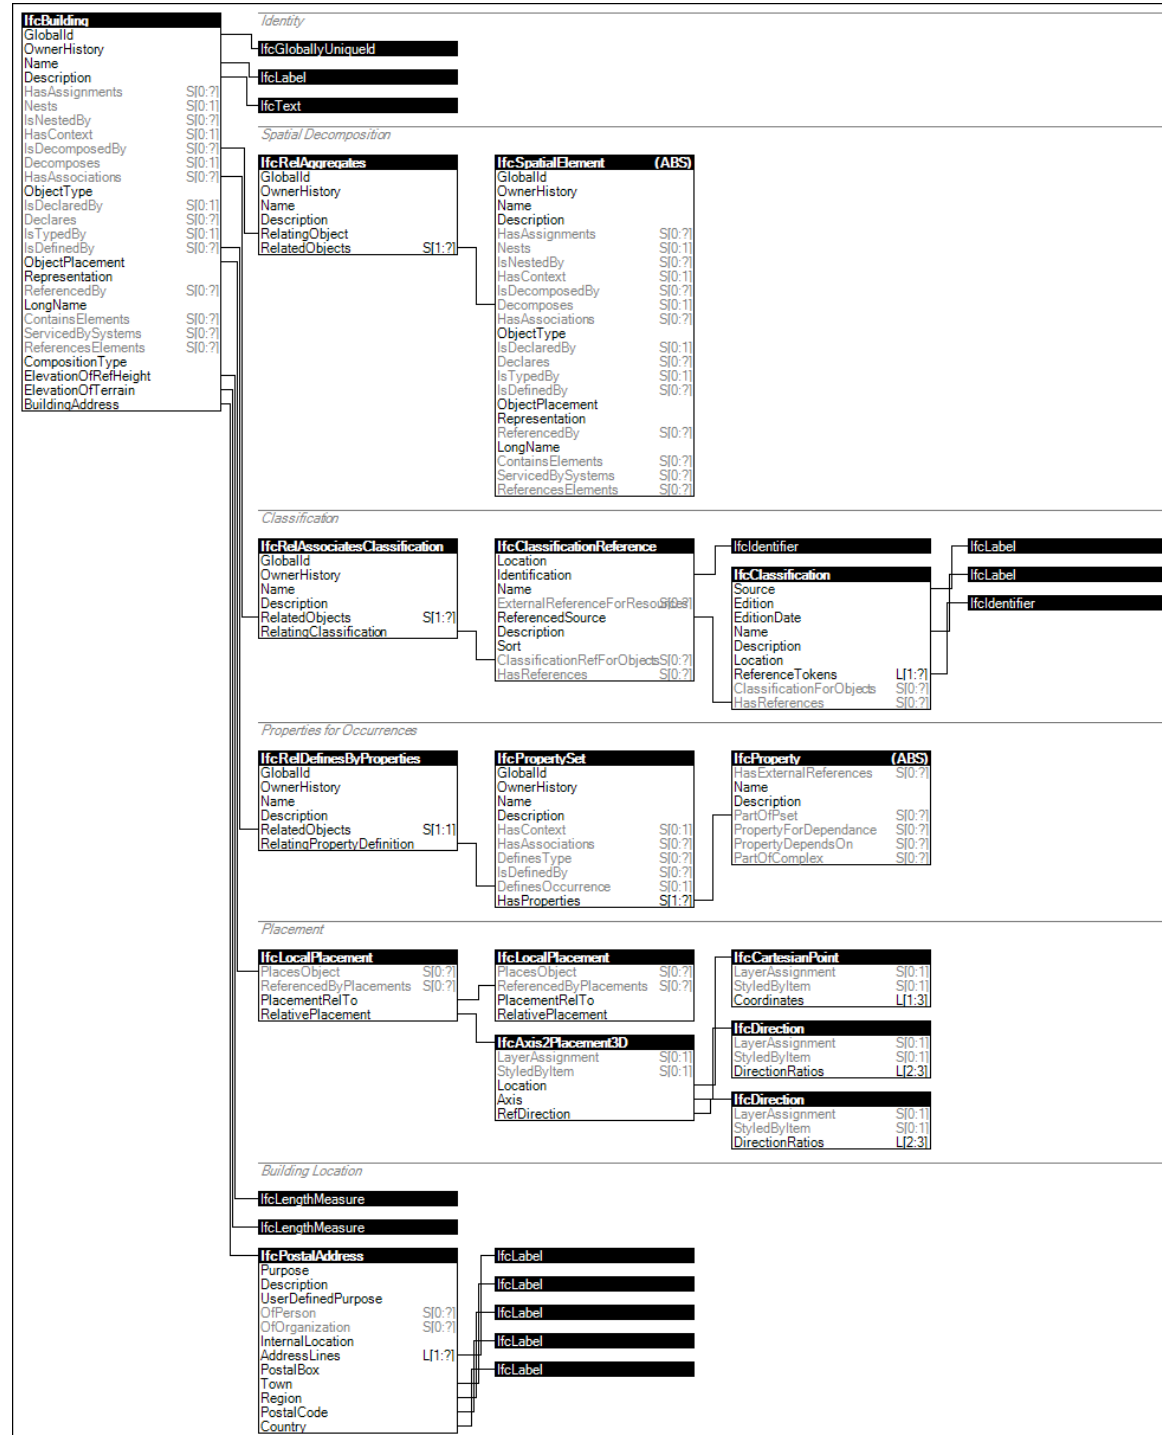 IfcBuilding
GlobalId
OwnerHistory
Name
Description
HasAssignments S[0:?]
Nests S[0:1]
IsNestedBy S[0:?]
HasContext S[0:1]
IsDecomposedBy S[0:?]
Decomposes S[0:1]
HasAssociations S[0:?]
ObjectType
IsDeclaredBy S[0:1]
Declares S[0:?]
IsTypedBy S[0:1]
IsDefinedBy S[0:?]
ObjectPlacement
Representation
ReferencedBy S[0:?]
LongName
ContainsElements S[0:?]
ServicedBySystems S[0:?]
ReferencesElements S[0:?]
CompositionType
ElevationOfRefHeight
ElevationOfTerrain
BuildingAddress
Identity
IfcGloballyUniqueId
IfcLabel
IfcText
Spatial Decomposition
IfcRelAggregates
GlobalId
OwnerHistory
Name
Description
RelatingObject
RelatedObjects S[1:?]
IfcSpatialElement (ABS)
GlobalId
OwnerHistory
Name
Description
HasAssignments S[0:?]
Nests S[0:1]
IsNestedBy S[0:?]
HasContext S[0:1]
IsDecomposedBy S[0:?]
Decomposes S[0:1]
HasAssociations S[0:?]
ObjectType
IsDeclaredBy S[0:1]
Declares S[0:?]
IsTypedBy S[0:1]
IsDefinedBy S[0:?]
ObjectPlacement
Representation
ReferencedBy S[0:?]
LongName
ContainsElements S[0:?]
ServicedBySystems S[0:?]
ReferencesElements S[0:?]
Classification
IfcRelAssociatesClassification
GlobalId
OwnerHistory
Name
Description
RelatedObjects S[1:?]
RelatingClassification
IfcClassificationReference
Location
Identification
Name
ExternalReferenceForResources S[0:?]
ReferencedSource
Description
Sort
ClassificationRefForObjects S[0:?]
HasReferences S[0:?]
IfcIdentifier
IfcClassification
Source
Edition
EditionDate
Name
Description
Location
ReferenceTokens L[1:?]
ClassificationForObjects S[0:?]
HasReferences S[0:?]
IfcLabel
IfcLabel
IfcIdentifier
Properties for Occurrences
IfcRelDefinesByProperties
GlobalId
OwnerHistory
Name
Description
RelatedObjects S[1:1]
RelatingPropertyDefinition
IfcPropertySet
GlobalId
OwnerHistory
Name
Description
HasContext S[0:1]
HasAssociations S[0:?]
DefinesType S[0:?]
IsDefinedBy S[0:?]
DefinesOccurrence S[0:1]
HasProperties S[1:?]
IfcProperty (ABS)
HasExternalReferences S[0:?]
Name
Description
PartOfPset S[0:?]
PropertyForDependance S[0:?]
PropertyDependsOn S[0:?]
PartOfComplex S[0:?]
Placement
IfcLocalPlacement
PlacesObject S[0:?]
ReferencedByPlacements S[0:?]
PlacementRelTo
RelativePlacement
IfcLocalPlacement
PlacesObject S[0:?]
ReferencedByPlacements S[0:?]
PlacementRelTo
RelativePlacement
IfcAxis2Placement3D
LayerAssignment S[0:1]
StyledByItem S[0:1]
Location
Axis
RefDirection
IfcCartesianPoint
LayerAssignment S[0:1]
StyledByItem S[0:1]
Coordinates L[1:3]
IfcDirection
LayerAssignment S[0:1]
StyledByItem S[0:1]
DirectionRatios L[2:3]
IfcDirection
LayerAssignment S[0:1]
StyledByItem S[0:1]
DirectionRatios L[2:3]
Building Location
IfcLengthMeasure
IfcLengthMeasure
IfcPostalAddress
Purpose
Description
UserDefinedPurpose
OfPerson S[0:?]
OfOrganization S[0:?]
InternalLocation
AddressLines L[1:?]
PostalBox
Town
Region
PostalCode
Country
IfcLabel
IfcLabel
IfcLabel
IfcLabel
IfcLabel